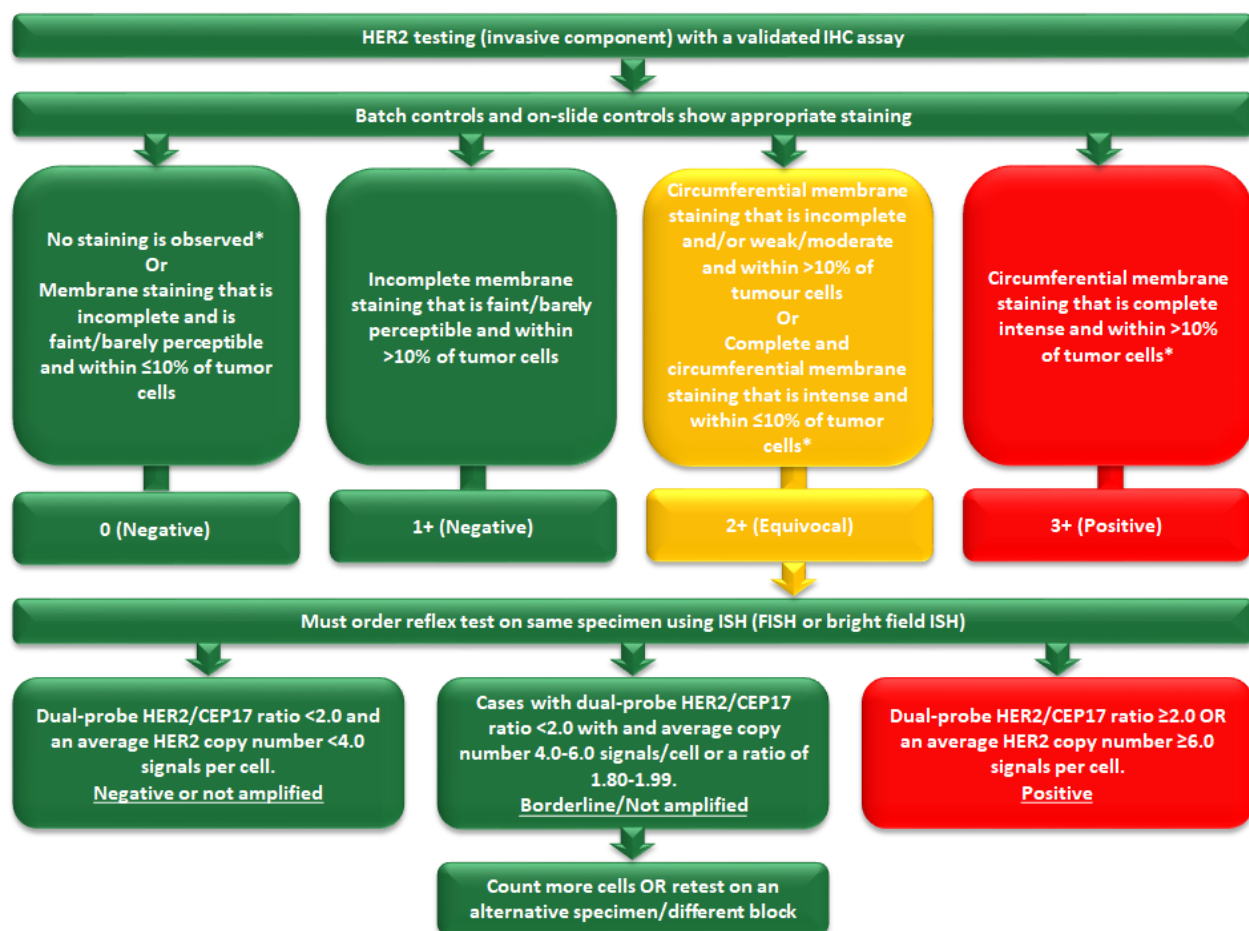 HER2 testing (invasive component) with a validated IHC assay
Batch controls and on-slide controls show appropriate staining
No staining is observed*
Or
Membrane staining that is
incomplete and is
faint/barely perceptible
and within ≤10% of tumor
cells
Incomplete membrane
staining that is faint/barely
perceptible and within
>10% of tumor cells
Circumferential membrane
staining that is incomplete
and/or weak/moderate
and within >10% of
tumour cells
Or
Complete and
circumferential membrane
staining that is intense and
within ≤10% of tumor
cells*
Circumferential membrane
staining that is complete
intense and within >10%
of tumor cells*
0 (Negative)
1+ (Negative)
2+ (Equivocal)
3+ (Positive)
Must order reflex test on same specimen using ISH (FISH or bright field ISH)
Dual-probe HER2/CEP17 ratio <2.0 and
an average HER2 copy number <4.0
signals per cell.
Negative or not amplified
Cases with dual-probe HER2/CEP17
ratio <2.0 with and average copy
number 4.0-6.0 signals/cell or a ratio of
1.80-1.99.
Borderline/Not amplified
Dual-probe HER2/CEP17 ratio ≥2.0 OR
an average HER2 copy number ≥6.0
signals per cell.
Positive
Count more cells OR retest on an
alternative specimen/different block